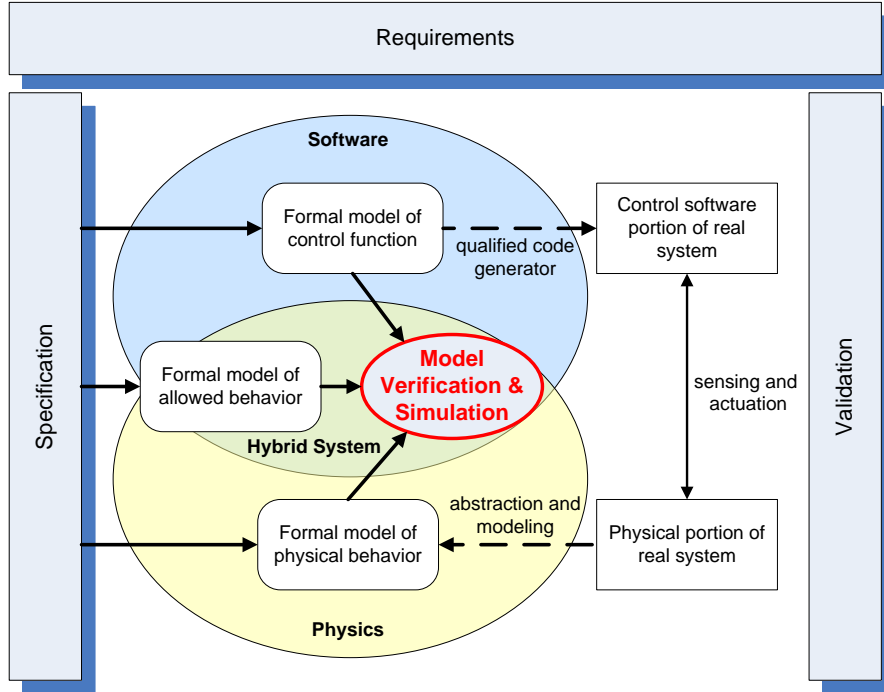 Requirements
Specification
Software
Formal model of
control function
qualified code
generator
Control software
portion of real
system
Formal model of
allowed behavior
Model
Verification &
Simulation
Hybrid System
sensing and
actuation
Formal model of
physical behavior
abstraction and
modeling
Physical portion of
real system
Physics
Validation